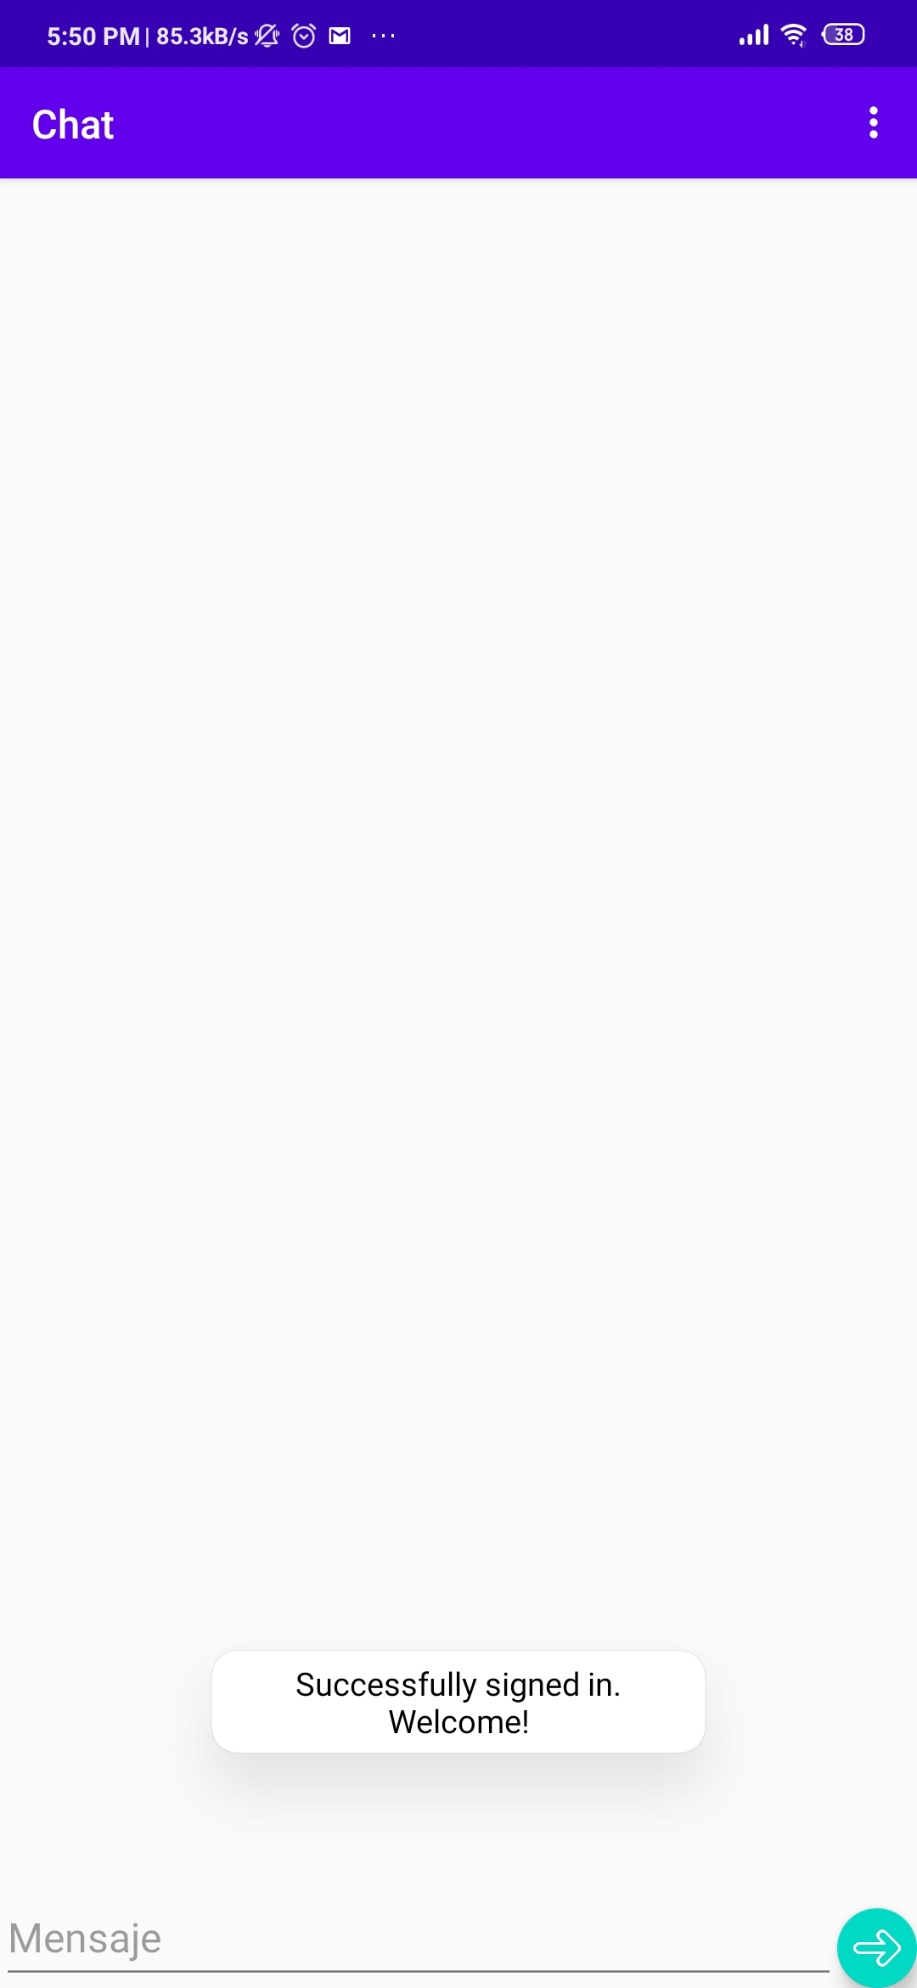 5:50 PM | 85.3kB/s ... 38
Chat
Successfully signed in.
Welcome!
Mensaje